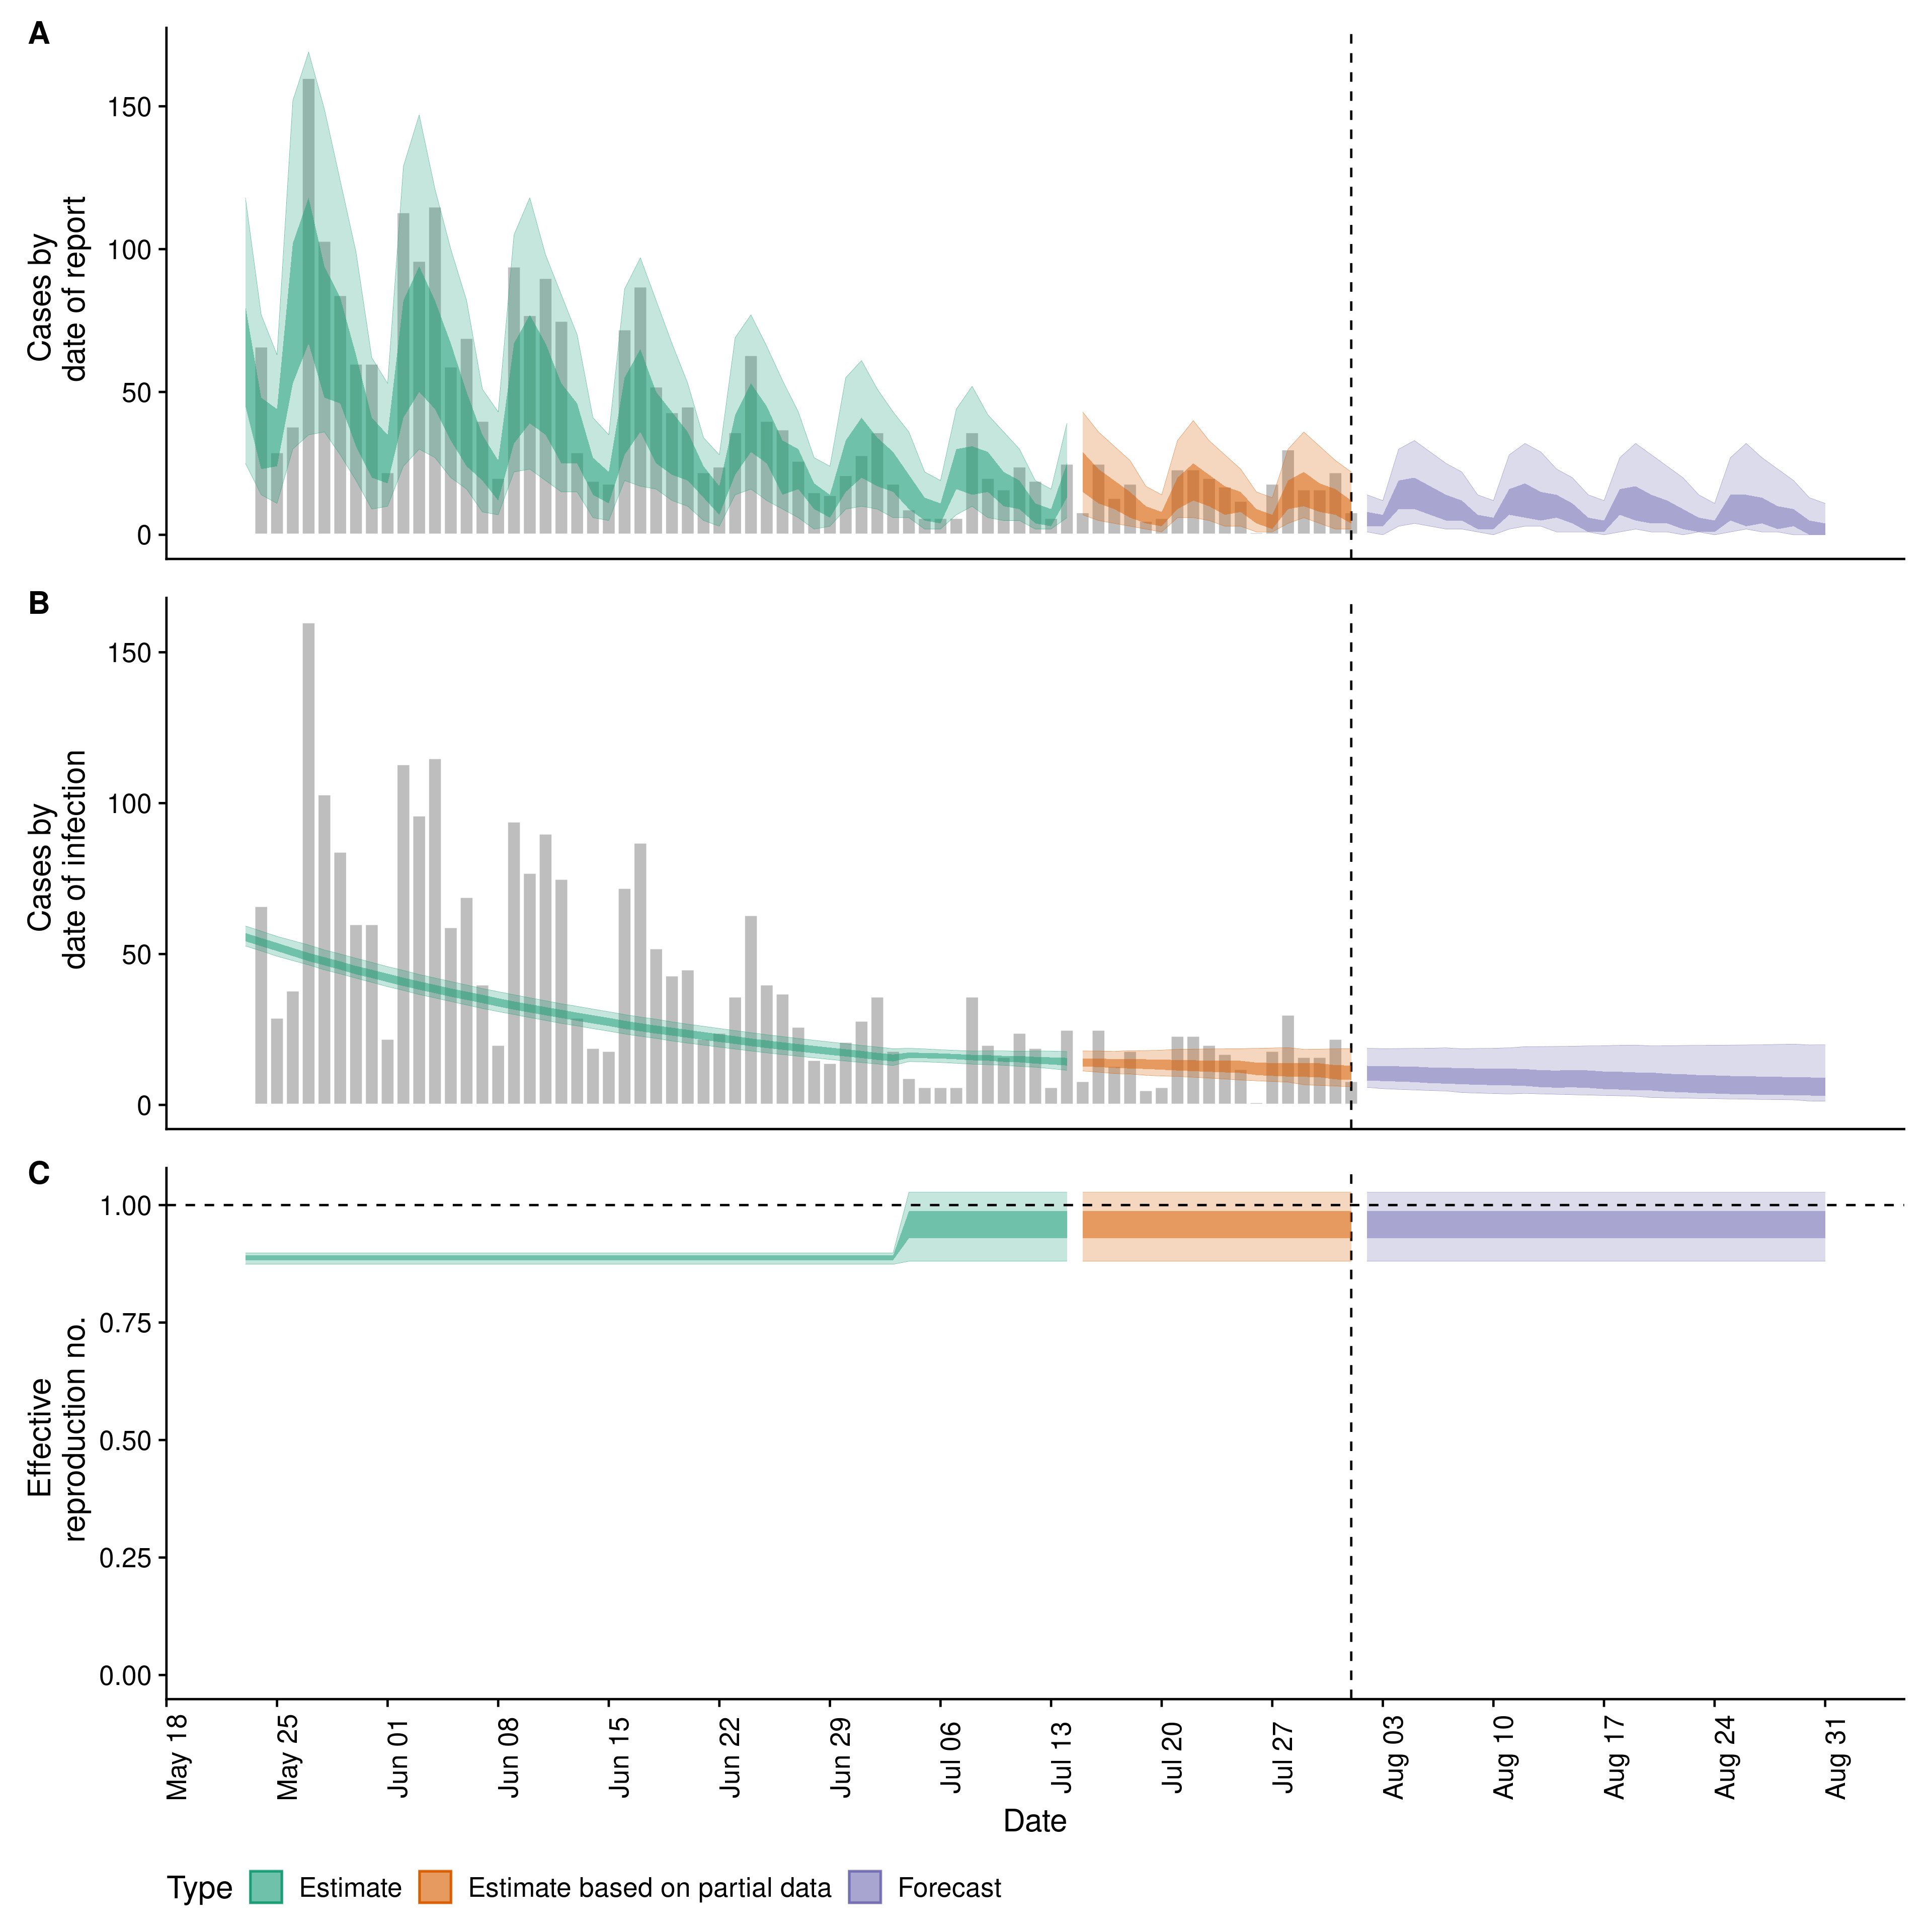 A
Cases by
date of report
150
100
50
0
B
Cases by
date of infection
150
100
50
0
C
Effective
reproduction no.
1.00
0.75
0.50
0.25
0.00
May 18
May 25
Jun 01
Jun 08
Jun 15
Jun 22
Jun 29
Jul 06
Jul 13
Jul 20
Jul 27
Aug 03
Aug 10
Aug 17
Aug 24
Aug 31
Date
Type Estimate Estimate based on partial data Forecast